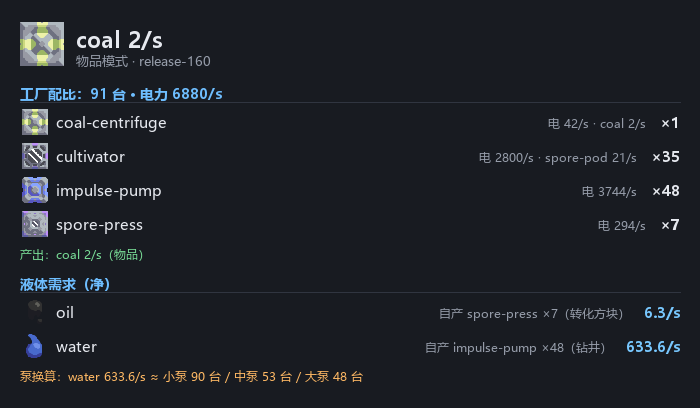 coal 2/s
物品模式 · release-160
工厂配比：91 台 • 电力 6880/s
coal-centrifuge 电 42/s · coal 2/s ×1
cultivator 电 2800/s · spore-pod 21/s ×35
impulse-pump 电 3744/s ×48
spore-press 电 294/s ×7
产出：coal 2/s（物品）
液体需求（净）
oil 自产 spore-press ×7（转化方块） 6.3/s
water 自产 impulse-pump ×48（钻井） 633.6/s
泵换算：water 633.6/s ≈ 小泵 90 台 / 中泵 53 台 / 大泵 48 台